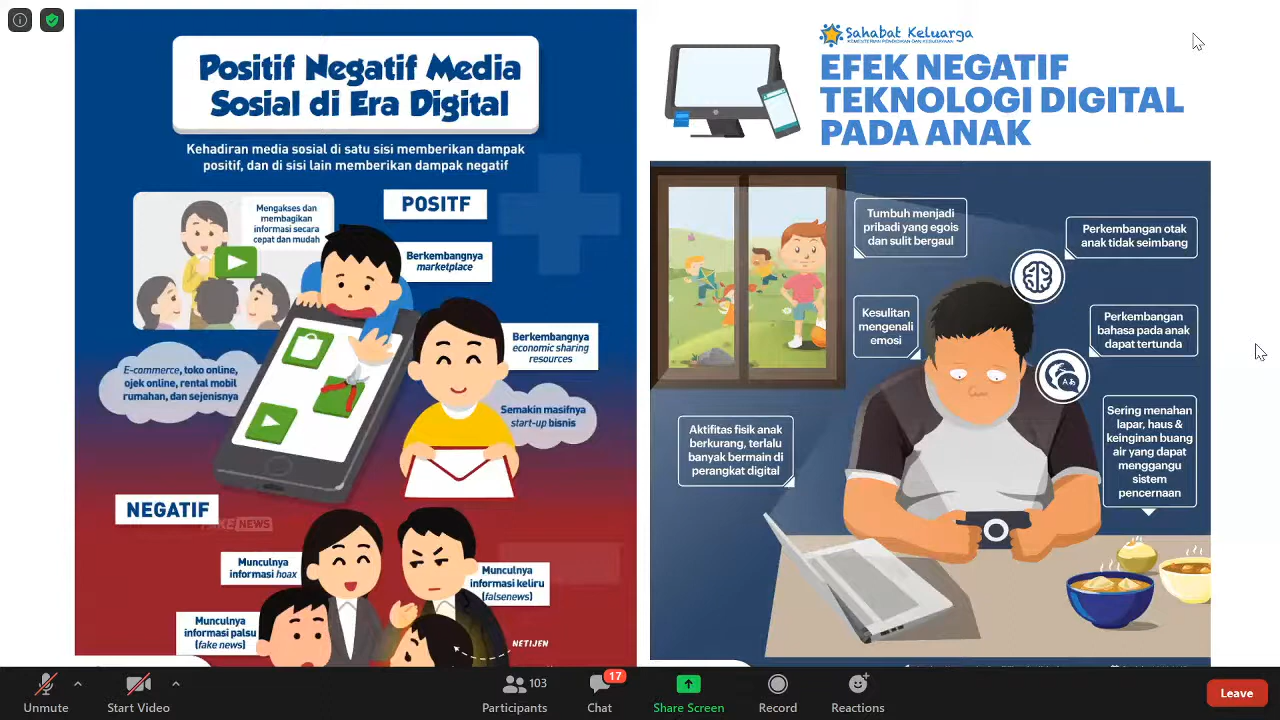 Positif Negatif Media
Sosial di Era Digital
Kehadiran media sosial di satu sisi memberikan dampak
positif, dan di sisi lain memberikan dampak negatif
POSITF
Mengakses dan
membagikan
informasi secara
cepat dan mudah
Berkembangnya
marketplace
Berkembangnya
economic sharing
resources
E-commerce, toko online,
ojek online, rental mobil
rumahan, dan sejenisnya
Semakin masifnya
start-up bisnis
NEGATIF
FAKE NEWS
Munculnya
informasi hoax
Munculnya
informasi keliru
(falsenews)
Munculnya
informasi palsu
(fake news)
NETIJEN
Sahabat Keluarga
KEMENTERIAN PENDIDIKAN DAN KEBUDAYAAN
EFEK NEGATIF
TEKNOLOGI DIGITAL
PADA ANAK
Tumbuh menjadi
pribadi yang egois
dan sulit bergaul
Perkembangan otak
anak tidak seimbang
Kesulitan
mengenali
emosi
Perkembangan
bahasa pada anak
dapat tertunda
Aktifitas fisik anak
berkurang, terlalu
banyak bermain di
perangkat digital
Sering menahan
lapar, haus &
keinginan buang
air yang dapat
menggangu
sistem
pencernaan
Unmute
Start Video
103
Participants
17
Chat
Share Screen
Record
Reactions
Leave